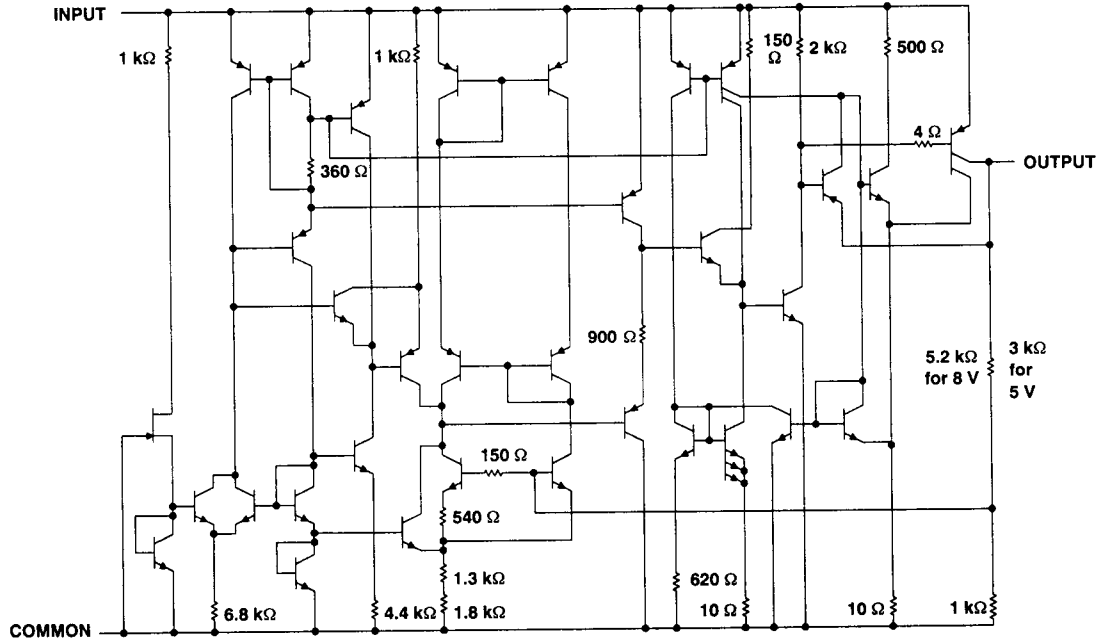 INPUT
1 kΩ
1 kΩ
150
Ω
2 kΩ
500 Ω
4 Ω
OUTPUT
360 Ω
900 Ω
5.2 kΩ
for 8 V
3 kΩ
for
5 V
150 Ω
540 Ω
1.3 kΩ
620 Ω
6.8 kΩ
4.4 kΩ
1.8 kΩ
10 Ω
10 Ω
1 kΩ
COMMON